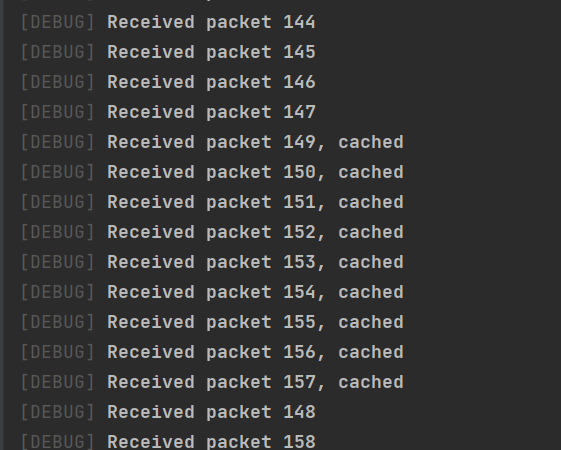 [DEBUG] Received packet 144
[DEBUG] Received packet 145
[DEBUG] Received packet 146
[DEBUG] Received packet 147
[DEBUG] Received packet 149, cached
[DEBUG] Received packet 150, cached
[DEBUG] Received packet 151, cached
[DEBUG] Received packet 152, cached
[DEBUG] Received packet 153, cached
[DEBUG] Received packet 154, cached
[DEBUG] Received packet 155, cached
[DEBUG] Received packet 156, cached
[DEBUG] Received packet 157, cached
[DEBUG] Received packet 148
[DEBUG] Received packet 158